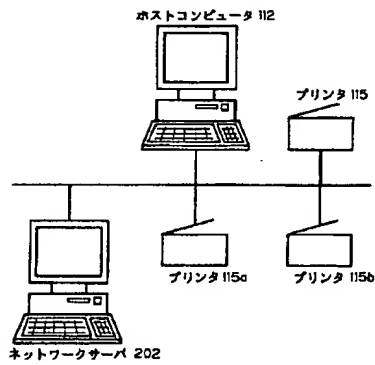 ホストコンピュータ 112
プリンタ 115
プリンタ 115a
プリンタ 115b
ネットワークサーバ 202